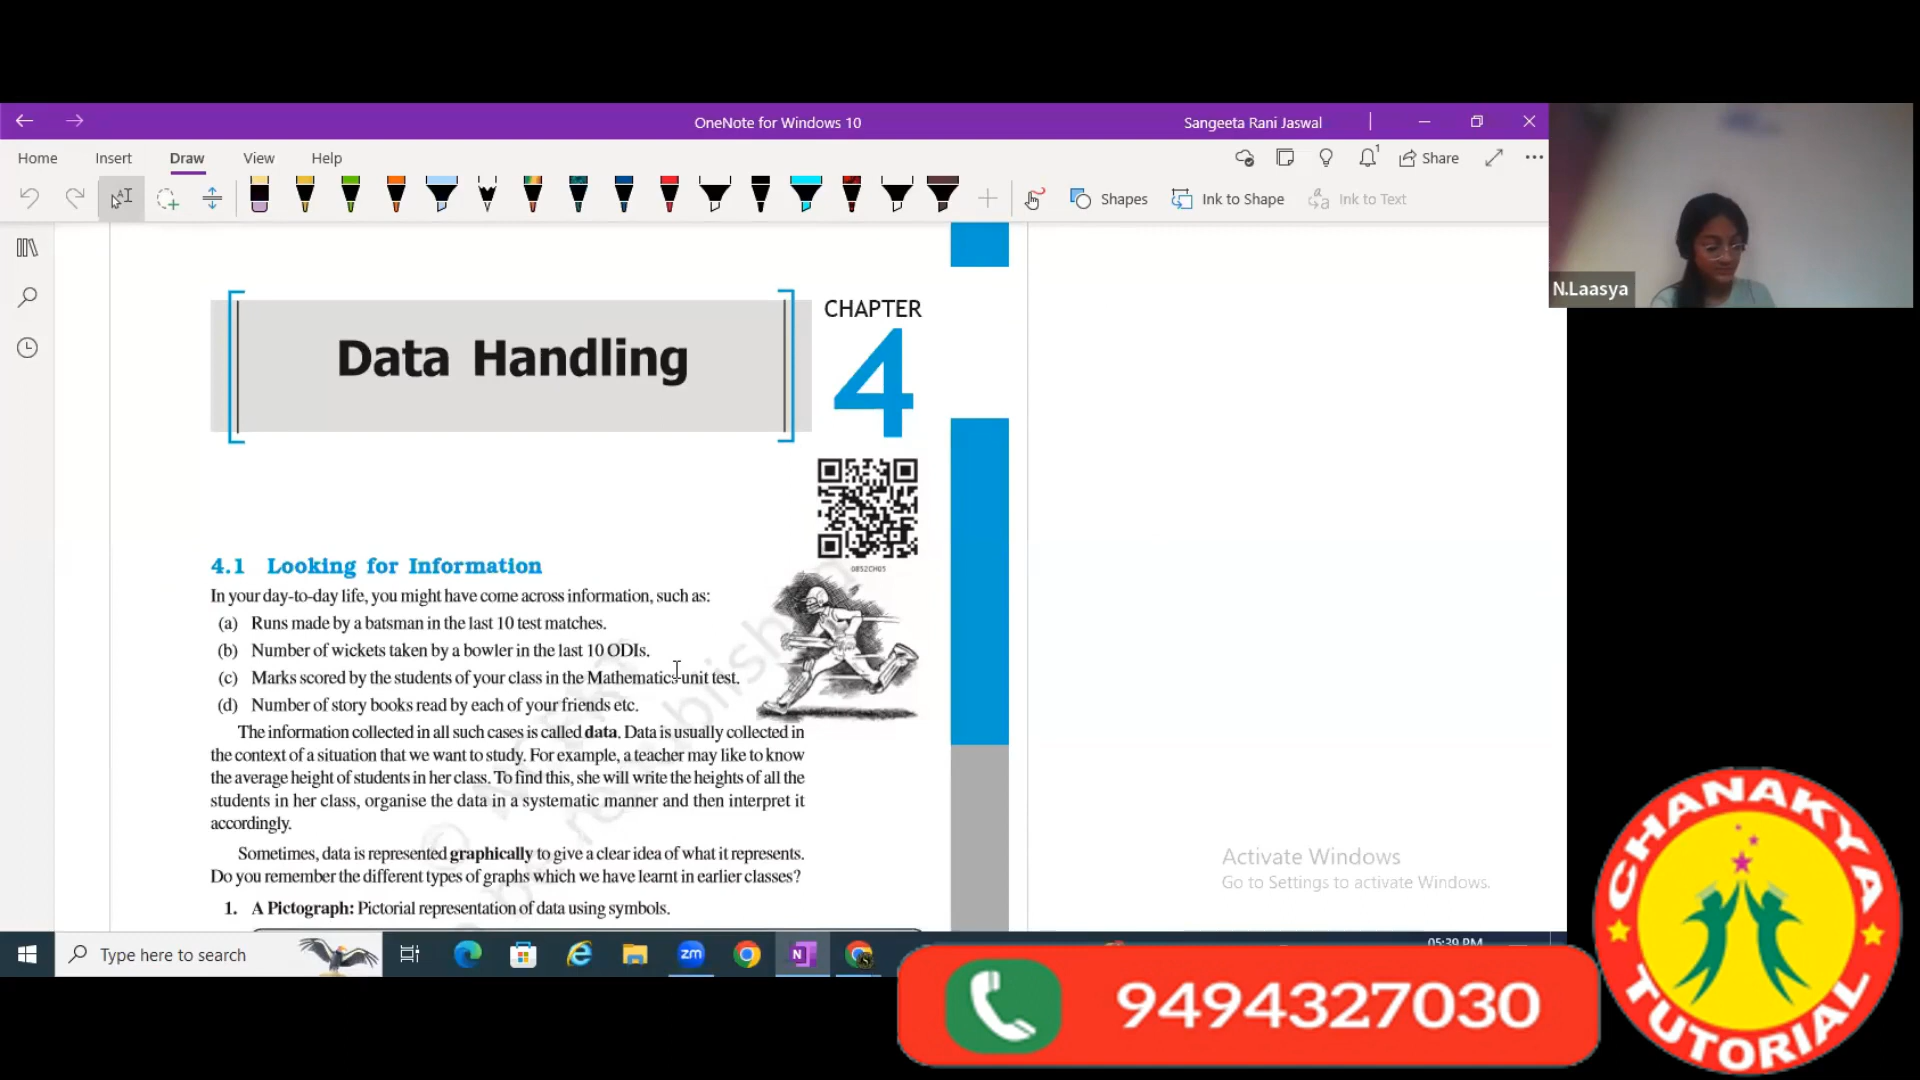 OneNote for Windows 10
Sangeeta Rani Jaswal
Home Insert Draw View Help
1
Share
Shapes
Ink to Shape
Ink to Text
N.Laasya
Data Handling
CHAPTER
4
0852CH05
4.1 Looking for Information
In your day-to-day life, you might have come across information, such as:
(a) Runs made by a batsman in the last 10 test matches.
(b) Number of wickets taken by a bowler in the last 10 ODIs.
(c) Marks scored by the students of your class in the Mathematics unit test.
(d) Number of story books read by each of your friends etc.
The information collected in all such cases is called data. Data is usually collected in
the context of a situation that we want to study. For example, a teacher may like to know
the average height of students in her class. To find this, she will write the heights of all the
students in her class, organise the data in a systematic manner and then interpret it
accordingly.
Sometimes, data is represented graphically to give a clear idea of what it represents.
Do you remember the different types of graphs which we have learnt in earlier classes?
1. A Pictograph: Pictorial representation of data using symbols.
Activate Windows
Go to Settings to activate Windows.
Type here to search
zm
N
05:39 PM
9494327030
CHANAKYA
TUTORIAL